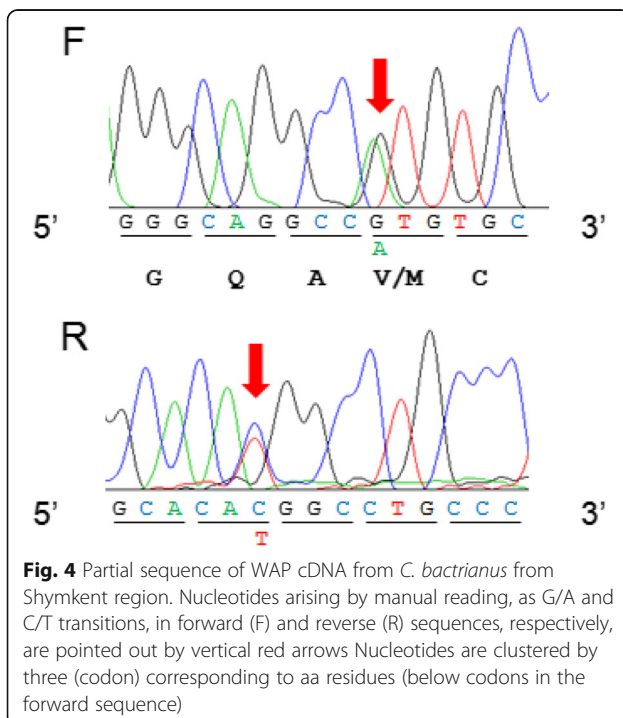 F
5’ GGGCAGGCCGTGTGC 3’
A
G Q A V/M C
R
5’ GCACACGGCCTGCCC 3’
T
Fig. 4 Partial sequence of WAP cDNA from C. bactrianus from
Shymkent region. Nucleotides arising by manual reading, as G/A and
C/T transitions, in forward (F) and reverse (R) sequences, respectively,
are pointed out by vertical red arrows Nucleotides are clustered by
three (codon) corresponding to aa residues (below codons in the
forward sequence)